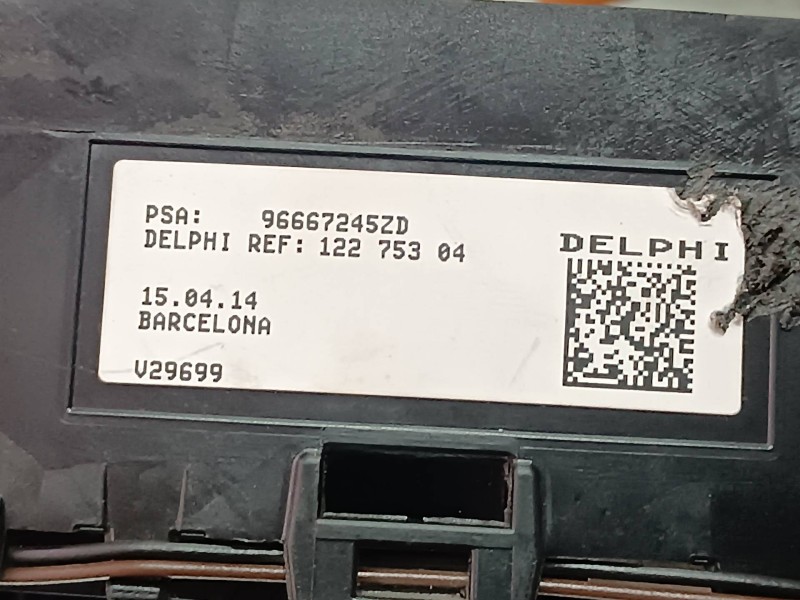 PSA: 96667245ZD
DELPHI REF: 122 753 04
DELPHI
15.04.14
BARCELONA
V29699